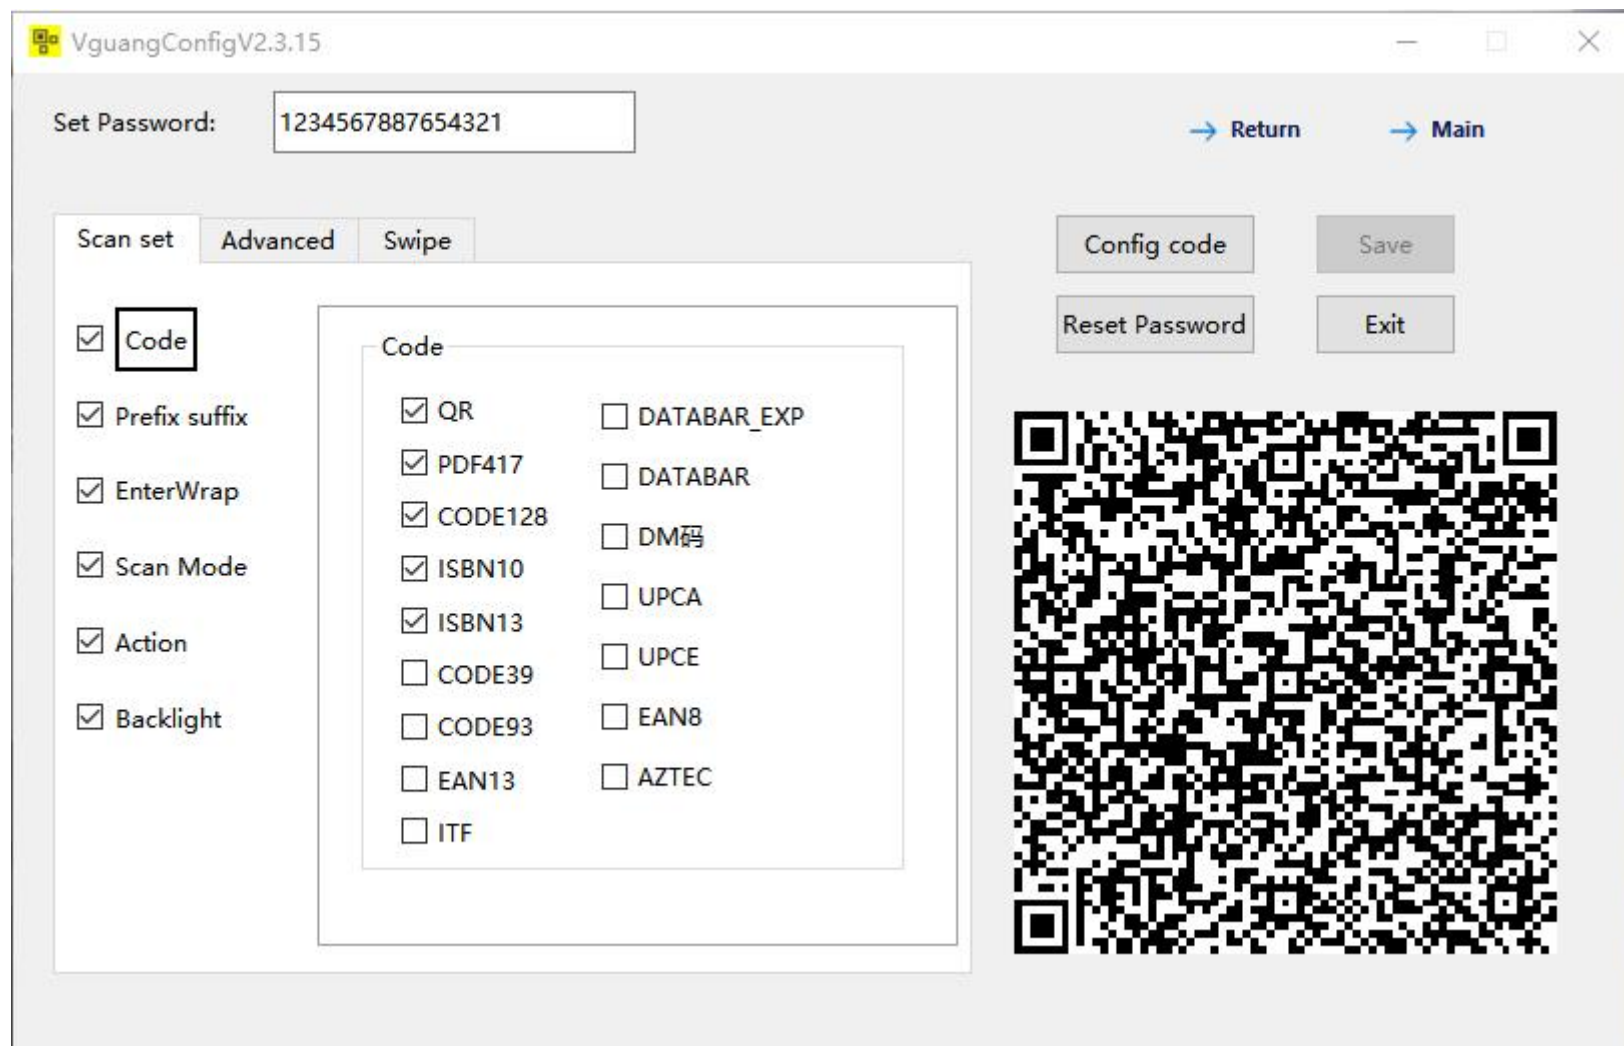 VguangConfigV2.3.15
Set Password: 1234567887654321
Return Main
Scan set Advanced Swipe
Config code Save
Reset Password Exit
Code
Prefix suffix
EnterWrap
Scan Mode
Action
Backlight
Code
QR
PDF417
CODE128
ISBN10
ISBN13
CODE39
CODE93
EAN13
ITF
DATABAR_EXP
DATABAR
DM码
UPCA
UPCE
EAN8
AZTEC